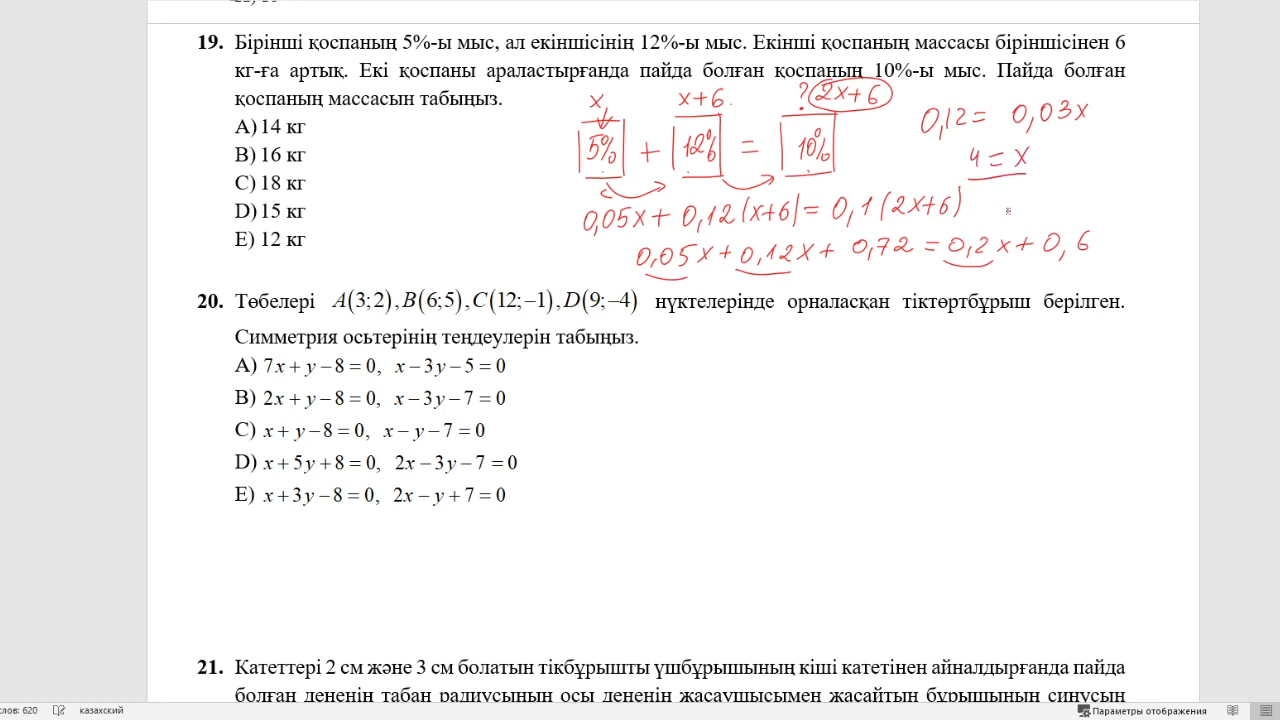 19. Бірінші қоспаның 5%-ы мыс, ал екіншісінің 12%-ы мыс. Екінші қоспаның массасы біріншісінен 6
кг-ға артық. Екі қоспаны араластырғанда пайда болған қоспаның 10%-ы мыс. Пайда болған
қоспаның массасын табыңыз.
x, x+6. ? 2x+6
A) 14 кг
0,12 = 0,03x
B) 16 кг
5% + 12% = 10%
4 = x
C) 18 кг
D) 15 кг
0,05x + 0,12(x+6) = 0,1(2x+6)
E) 12 кг
0,05x + 0,12x + 0,72 = 0,2x + 0,6
20. Төбелері A(3;2), B(6;5), C(12;−1), D(9;−4) нүктелерінде орналасқан тіктөртбұрыш берілген.
Симметрия осьтерінің теңдеулерін табыңыз.
A) 7x + y − 8 = 0, x − 3y − 5 = 0
B) 2x + y − 8 = 0, x − 3y − 7 = 0
C) x + y − 8 = 0, x − y − 7 = 0
D) x + 5y + 8 = 0, 2x − 3y − 7 = 0
E) x + 3y − 8 = 0, 2x − y + 7 = 0
21. Катеттері 2 см және 3 см болатын тікбұрышты үшбұрышының кіші катетінен айналдырғанда пайда
болған дененің табан радиусының осы дененің жасаушысымен жасайтын бұрышының синусын
слов: 620 казахский Параметры отображения